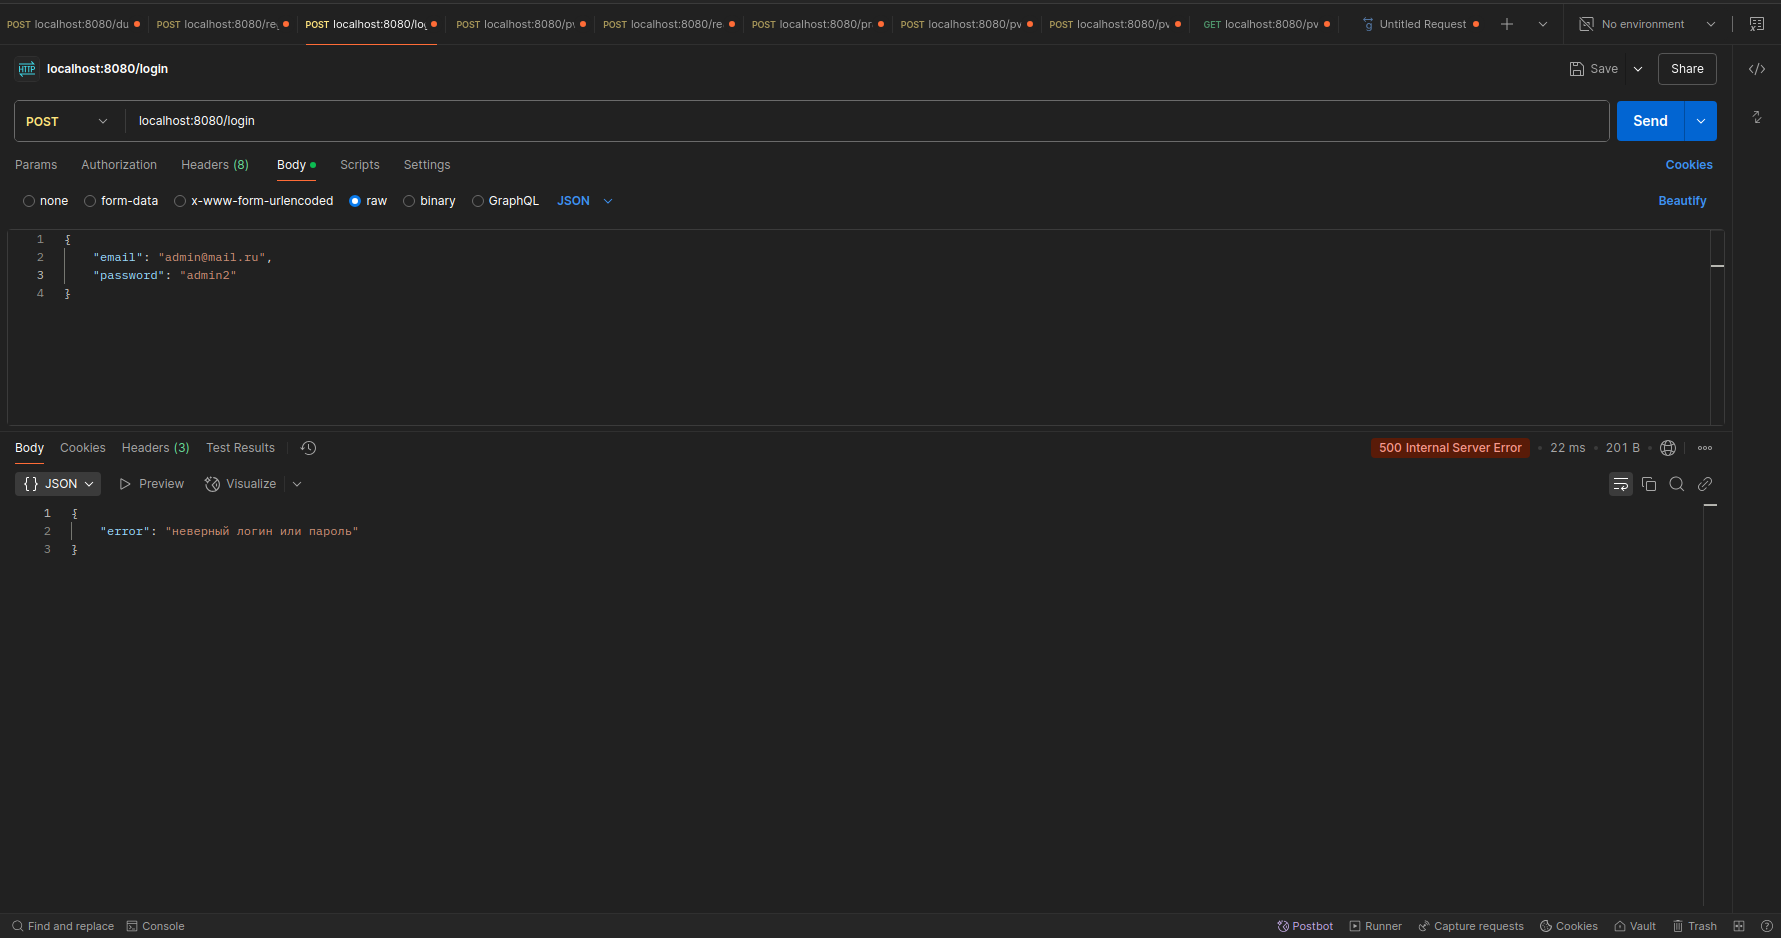 POST localhost:8080/du POST localhost:8080/re POST localhost:8080/lo POST localhost:8080/pv POST localhost:8080/re POST localhost:8080/pr POST localhost:8080/pv POST localhost:8080/pv GET localhost:8080/pv Untitled Request No environment
HTTP localhost:8080/login Save Share
POST localhost:8080/login Send
Params Authorization Headers (8) Body Scripts Settings Cookies
none form-data x-www-form-urlencoded raw binary GraphQL JSON Beautify
1 {
2 "email": "admin@mail.ru",
3 "password": "admin2"
4 }
Body Cookies Headers (3) Test Results 500 Internal Server Error • 22 ms • 201 B
{} JSON Preview Visualize
1 {
2 "error": "неверный логин или пароль"
3 }
Find and replace Console Postbot Runner Capture requests Cookies Vault Trash